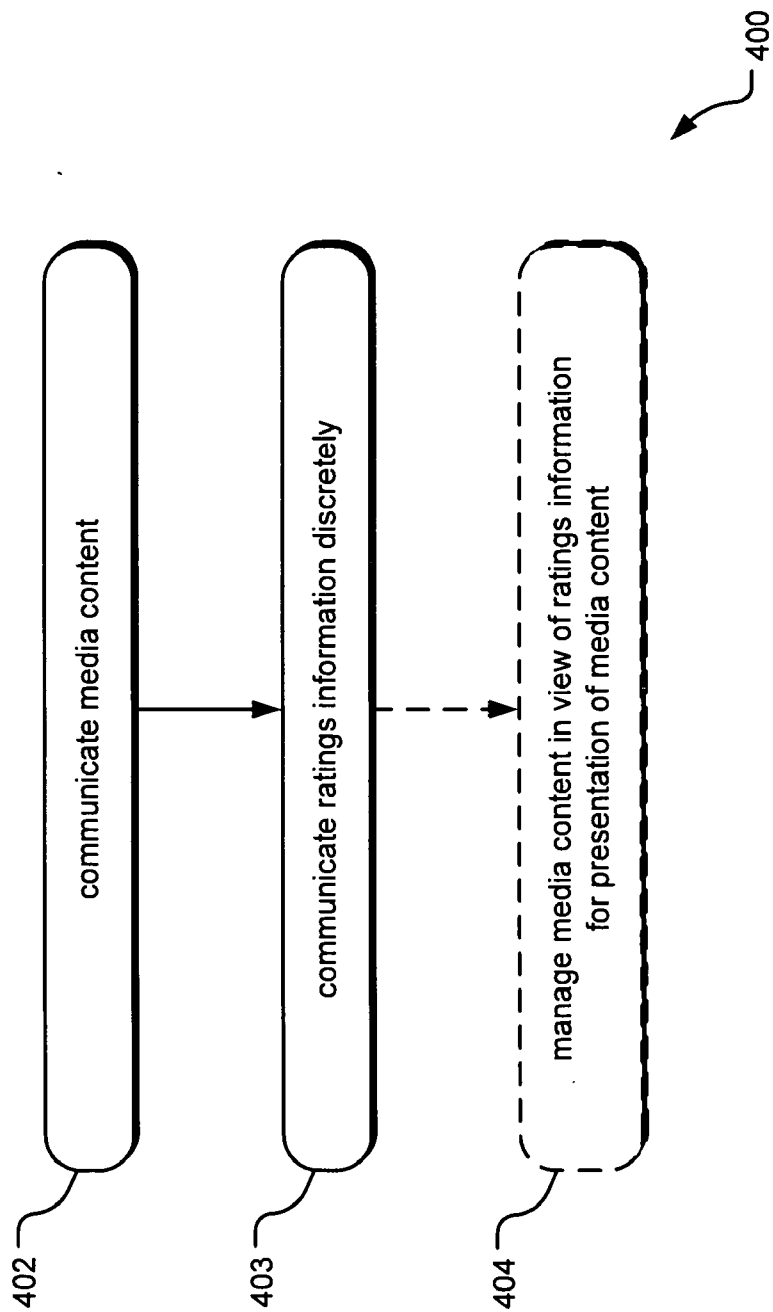 402
communicate media content
403
communicate ratings information discretely
404
manage media content in view of ratings information
for presentation of media content
400